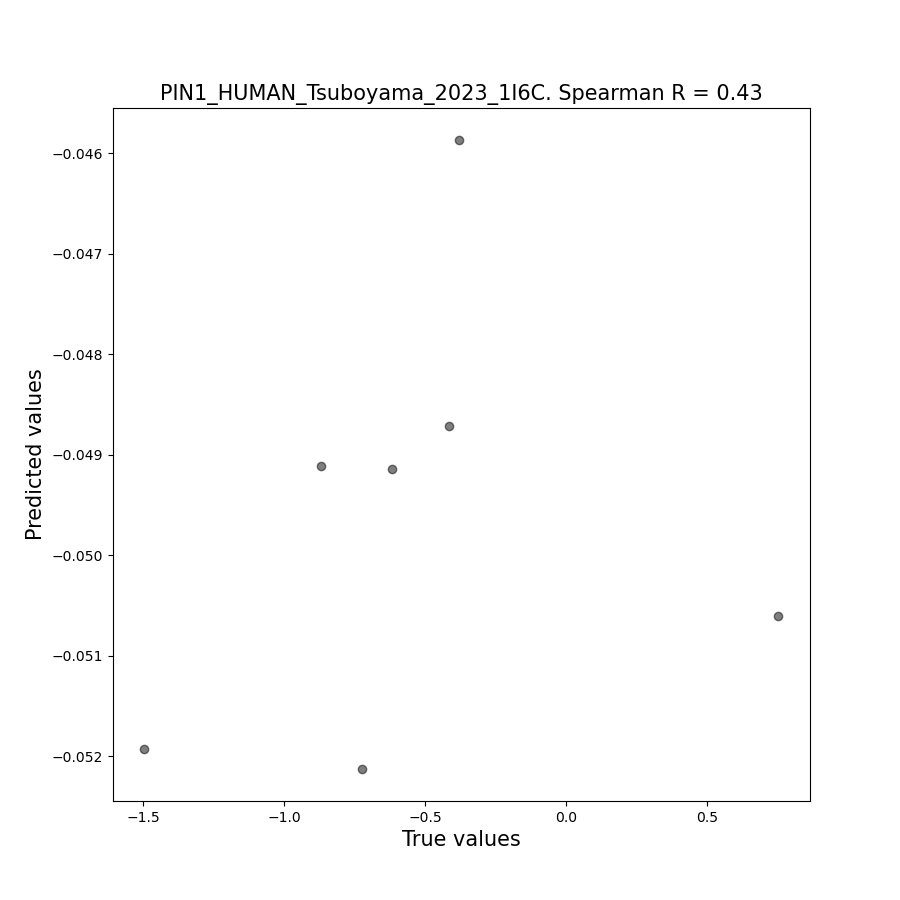 PIN1_HUMAN_Tsuboyama_2023_1I6C. Spearman R = 0.43
−0.046
−0.047
−0.048
−0.049
−0.050
−0.051
−0.052
Predicted values
−1.5 −1.0 −0.5 0.0 0.5
True values